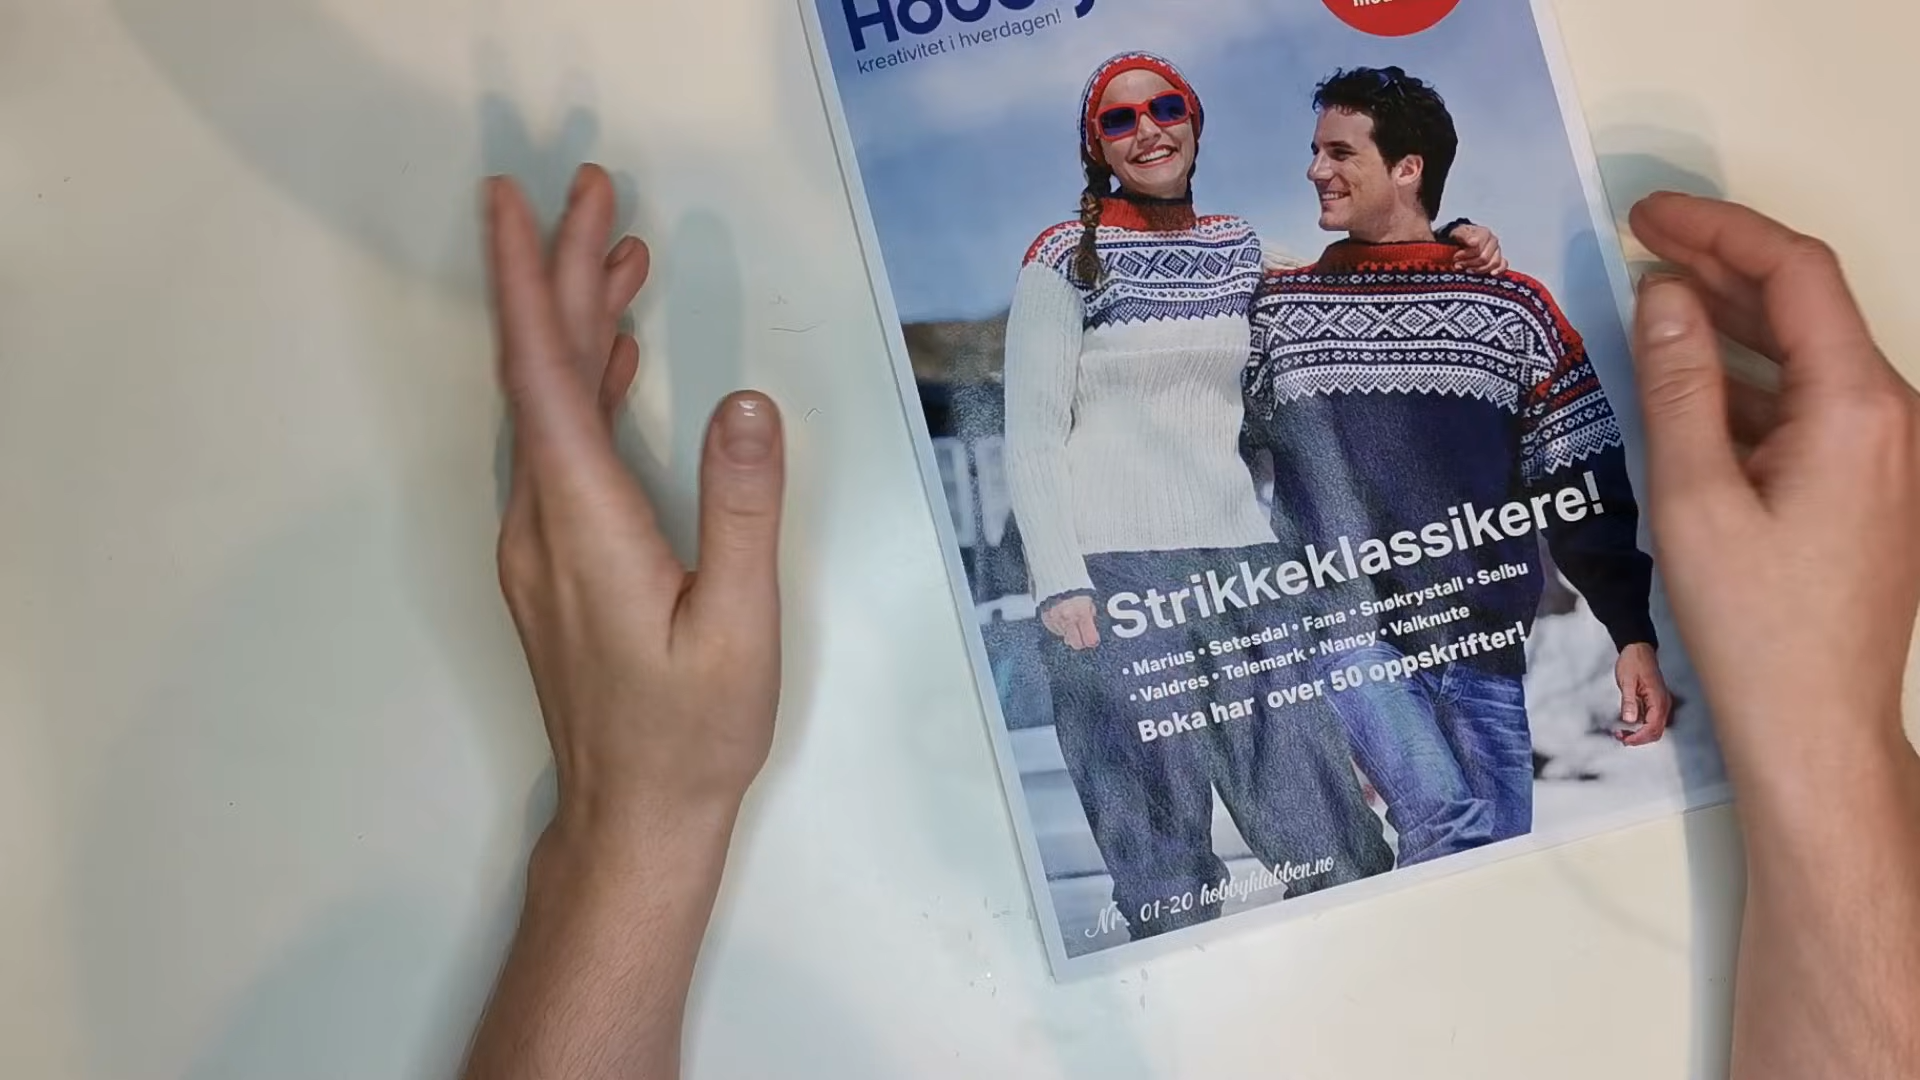 kreativitet i hverdagen!
Strikkeklassikere!
• Marius • Setesdal • Fana • Snøkrystall • Selbu
• Valdres • Telemark • Nancy • Valknute
Boka har over 50 oppskrifter!
Nr. 01-20 hobbyklubben.no